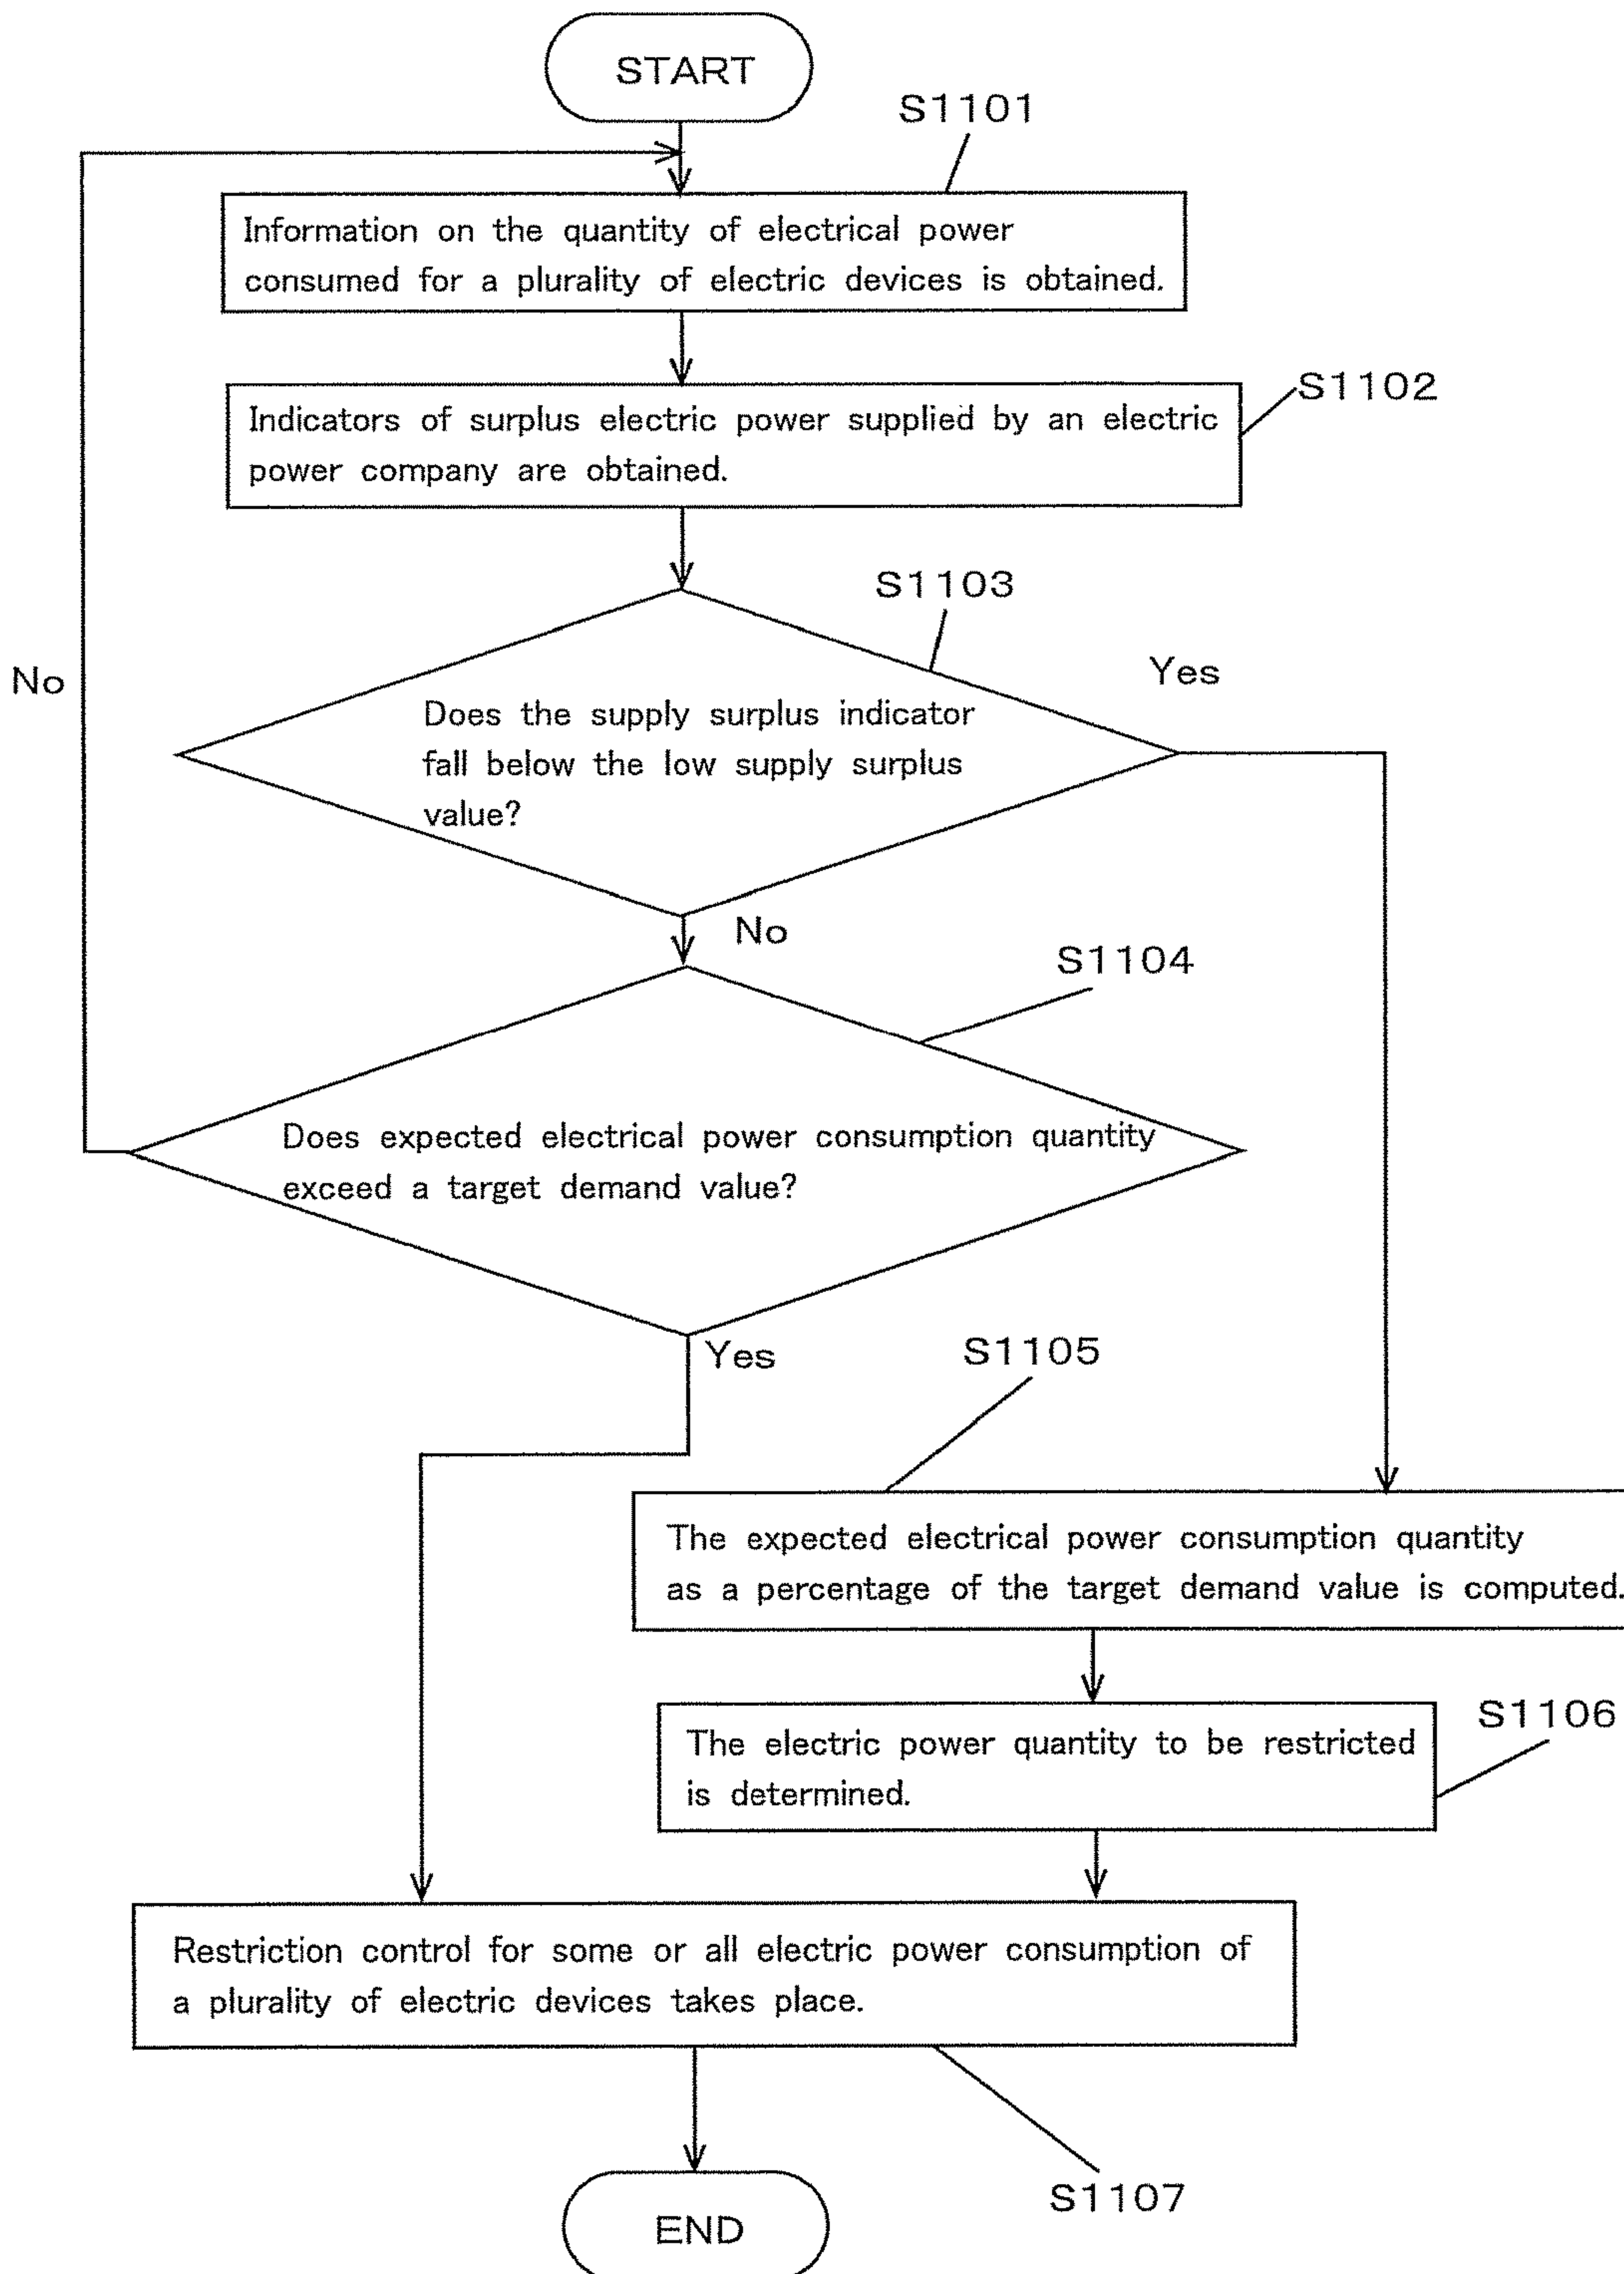 START
S1101
Information on the quantity of electrical power
consumed for a plurality of electric devices is obtained.
S1102
Indicators of surplus electric power supplied by an electric
power company are obtained.
S1103
No
Yes
Does the supply surplus indicator
fall below the low supply surplus
value?
No
S1104
Does expected electrical power consumption quantity
exceed a target demand value?
Yes
S1105
The expected electrical power consumption quantity
as a percentage of the target demand value is computed.
S1106
The electric power quantity to be restricted
is determined.
Restriction control for some or all electric power consumption of
a plurality of electric devices takes place.
S1107
END